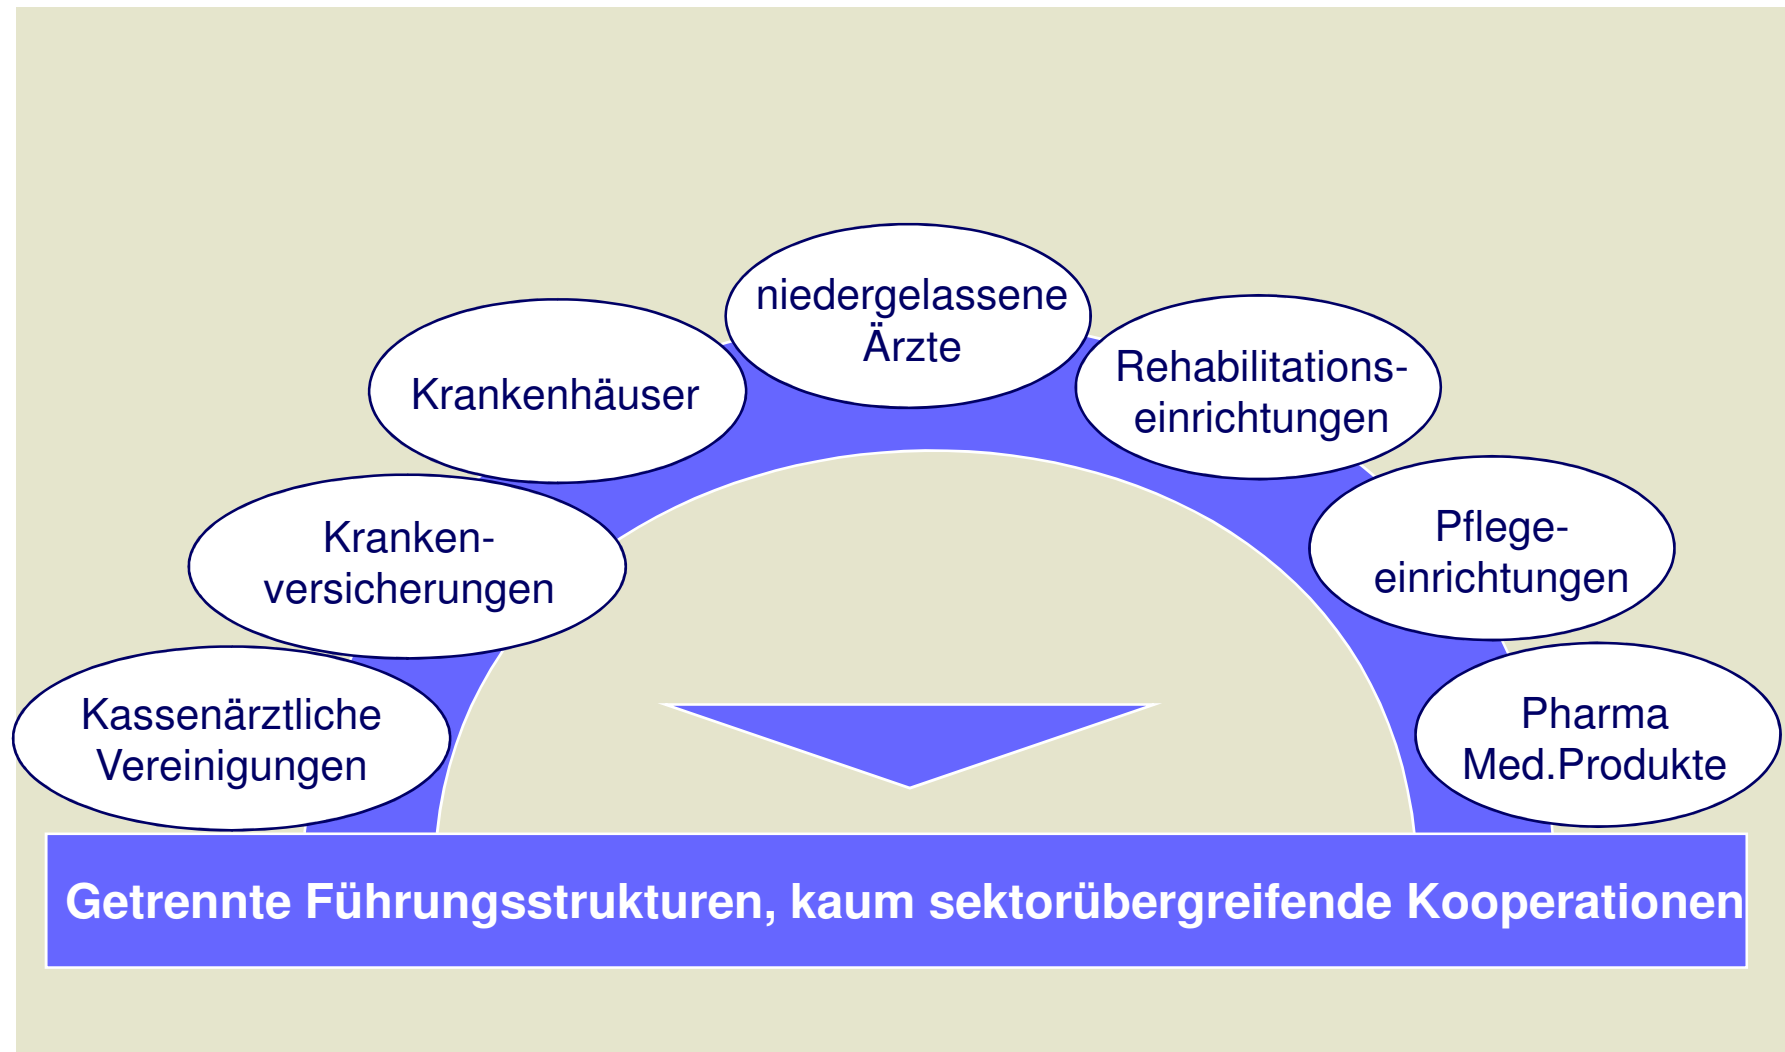 niedergelassene
Ärzte
Krankenhäuser
Rehabilitations-
einrichtungen
Kranken-
versicherungen
Pflege-
einrichtungen
Kassenärztliche
Vereinigungen
Pharma
Med.Produkte
Getrennte Führungsstrukturen, kaum sektorübergreifende Kooperationen